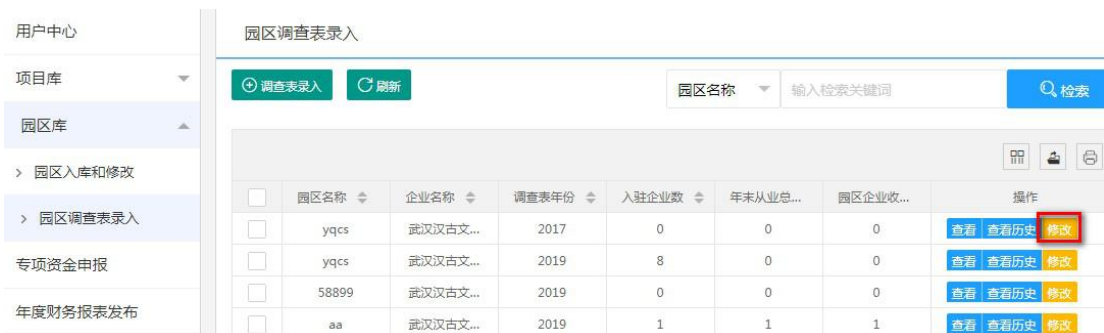 用户中心
项目库
园区库
> 园区入库和修改
> 园区调查表录入
专项资金申报
年度财务报表发布
园区调查表录入
调查表录入 刷新 园区名称 输入检索关键词 检索
园区名称 企业名称 调查表年份 入驻企业数 年末从业总... 园区企业收... 操作
yqcs 武汉汉古文... 2017 0 0 0 查看 查看历史 修改
yqcs 武汉汉古文... 2019 8 0 0 查看 查看历史 修改
58899 武汉汉古文... 2019 0 0 0 查看 查看历史 修改
aa 武汉汉古文... 2019 1 1 1 查看 查看历史 修改